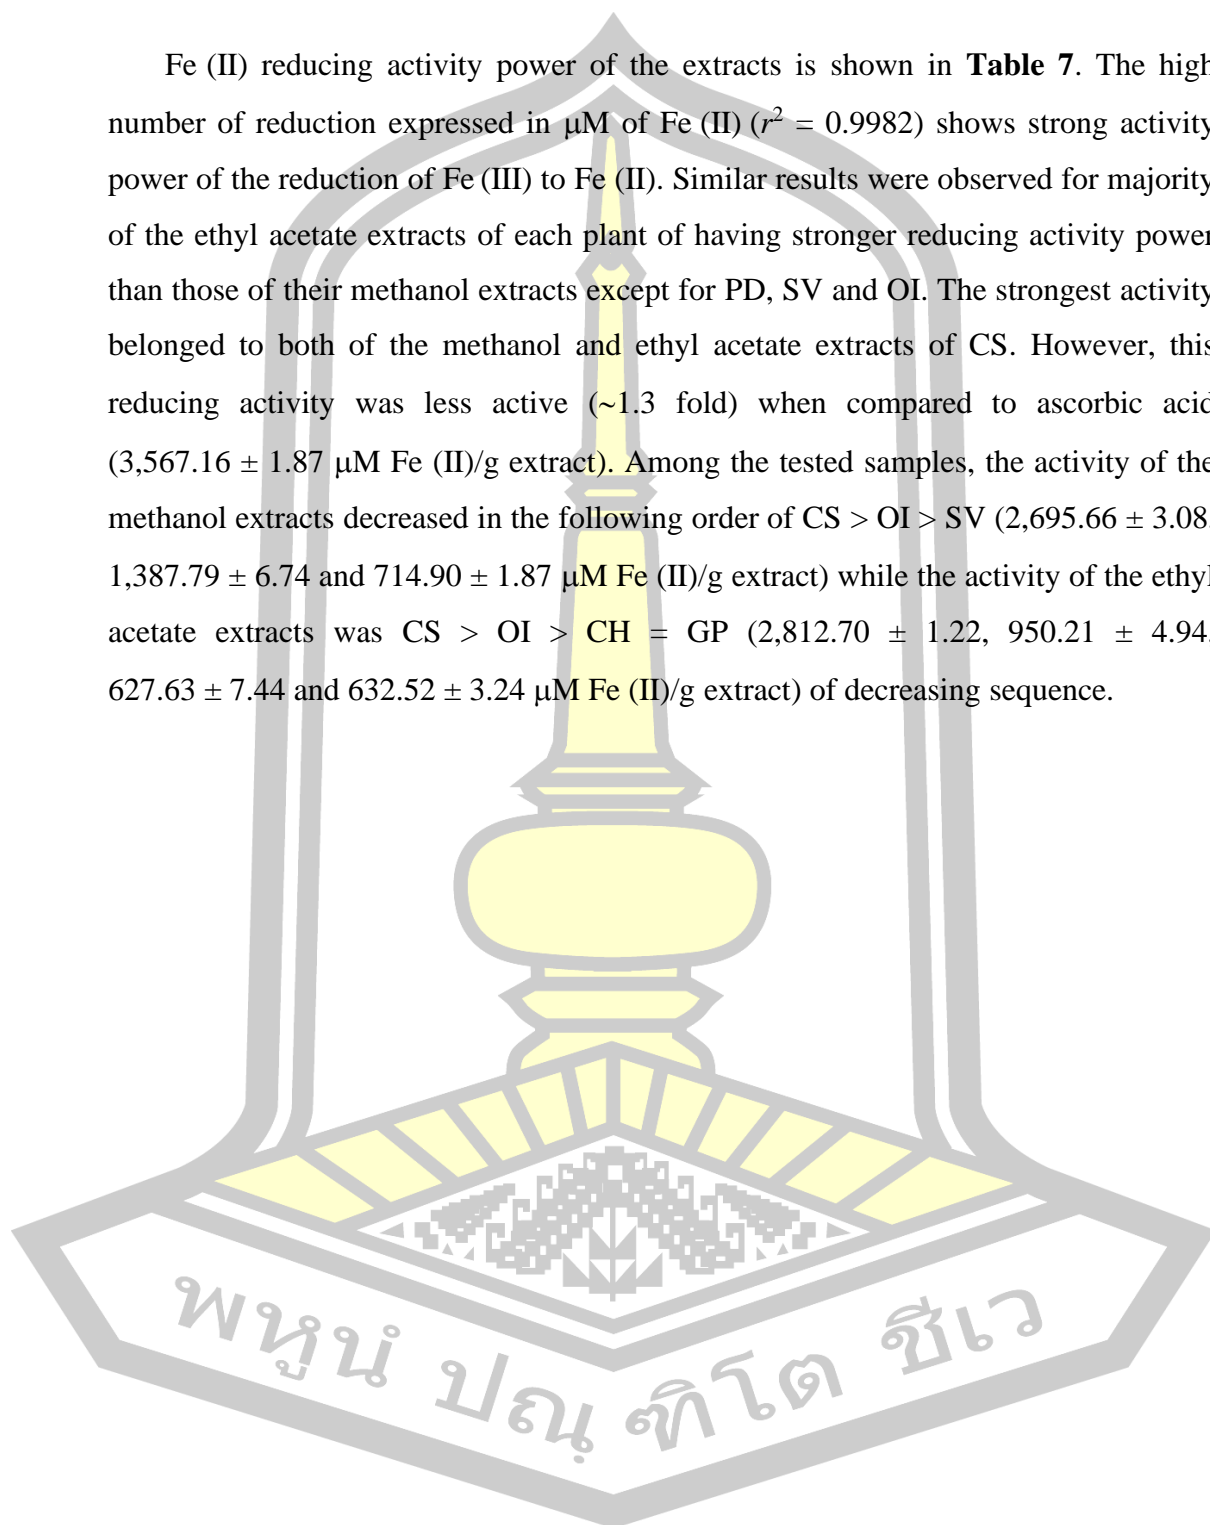 Fe (II) reducing activity power of the extracts is shown in Table 7. The high
number of reduction expressed in μM of Fe (II) (r² = 0.9982) shows strong activity
power of the reduction of Fe (III) to Fe (II). Similar results were observed for majority
of the ethyl acetate extracts of each plant of having stronger reducing activity power
than those of their methanol extracts except for PD, SV and OI. The strongest activity
belonged to both of the methanol and ethyl acetate extracts of CS. However, this
reducing activity was less active (~1.3 fold) when compared to ascorbic acid
(3,567.16 ± 1.87 μM Fe (II)/g extract). Among the tested samples, the activity of the
methanol extracts decreased in the following order of CS > OI > SV (2,695.66 ± 3.08,
1,387.79 ± 6.74 and 714.90 ± 1.87 μM Fe (II)/g extract) while the activity of the ethyl
acetate extracts was CS > OI > CH = GP (2,812.70 ± 1.22, 950.21 ± 4.94,
627.63 ± 7.44 and 632.52 ± 3.24 μM Fe (II)/g extract) of decreasing sequence.
พหูนํ ปณฺฑิโต ชีเว